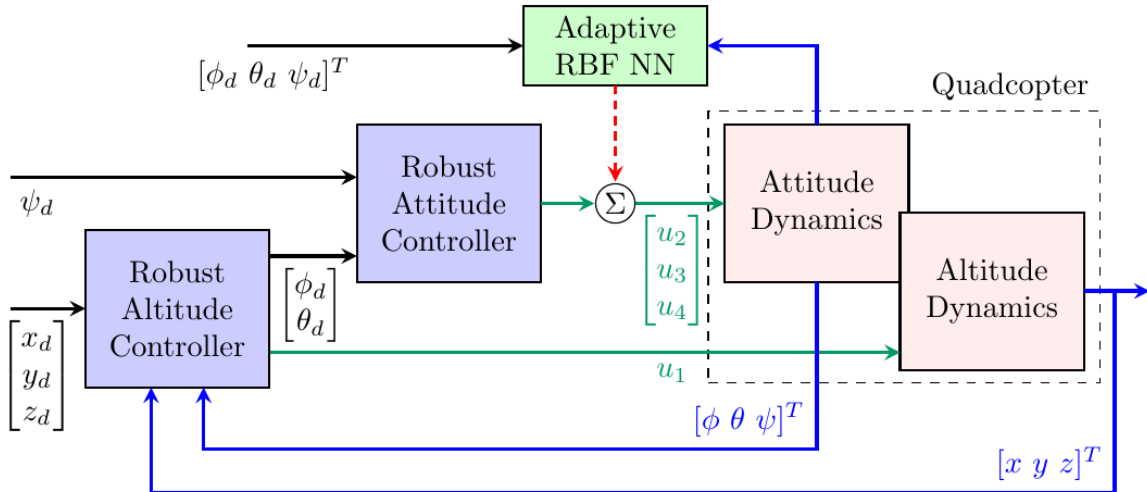 Adaptive
RBF NN
[ϕ_d θ_d ψ_d]^T
Quadcopter
ψ_d
Robust
Attitude
Controller
Σ
Attitude
Dynamics
[u_2
u_3
u_4]
Robust
Altitude
Controller
[ϕ_d
θ_d]
Altitude
Dynamics
[x_d
y_d
z_d]
u_1
[ϕ θ ψ]^T
[x y z]^T